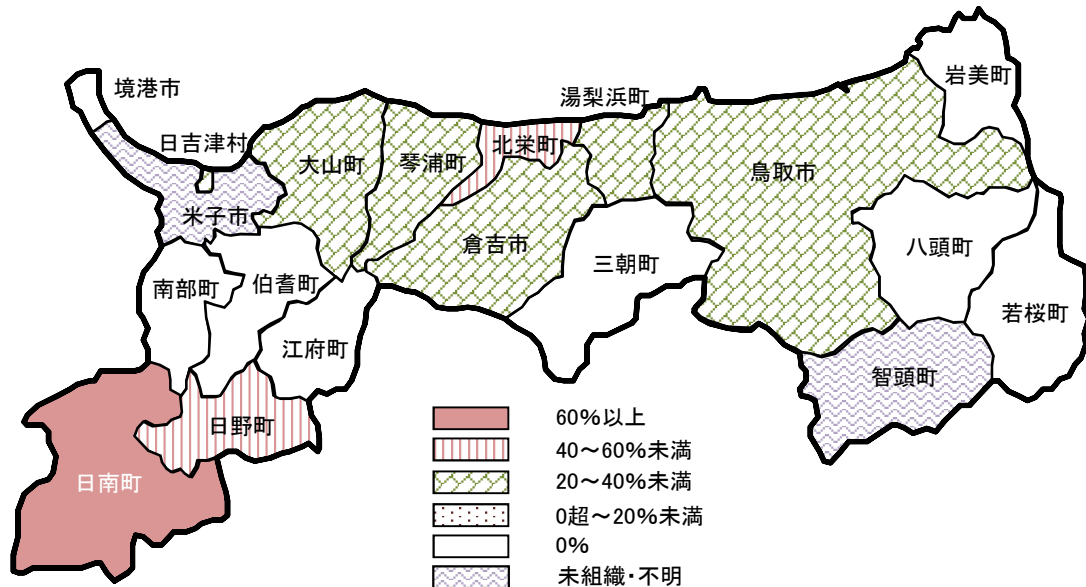 岩美町
境港市
湯梨浜町
日吉津村
北栄町
大山町
琴浦町
鳥取市
米子市
倉吉市
八頭町
三朝町
伯耆町
南部町
若桜町
江府町
智頭町
日野町
日南町
60%以上
40~60%未満
20~40%未満
0超~20%未満
0%
未組織・不明